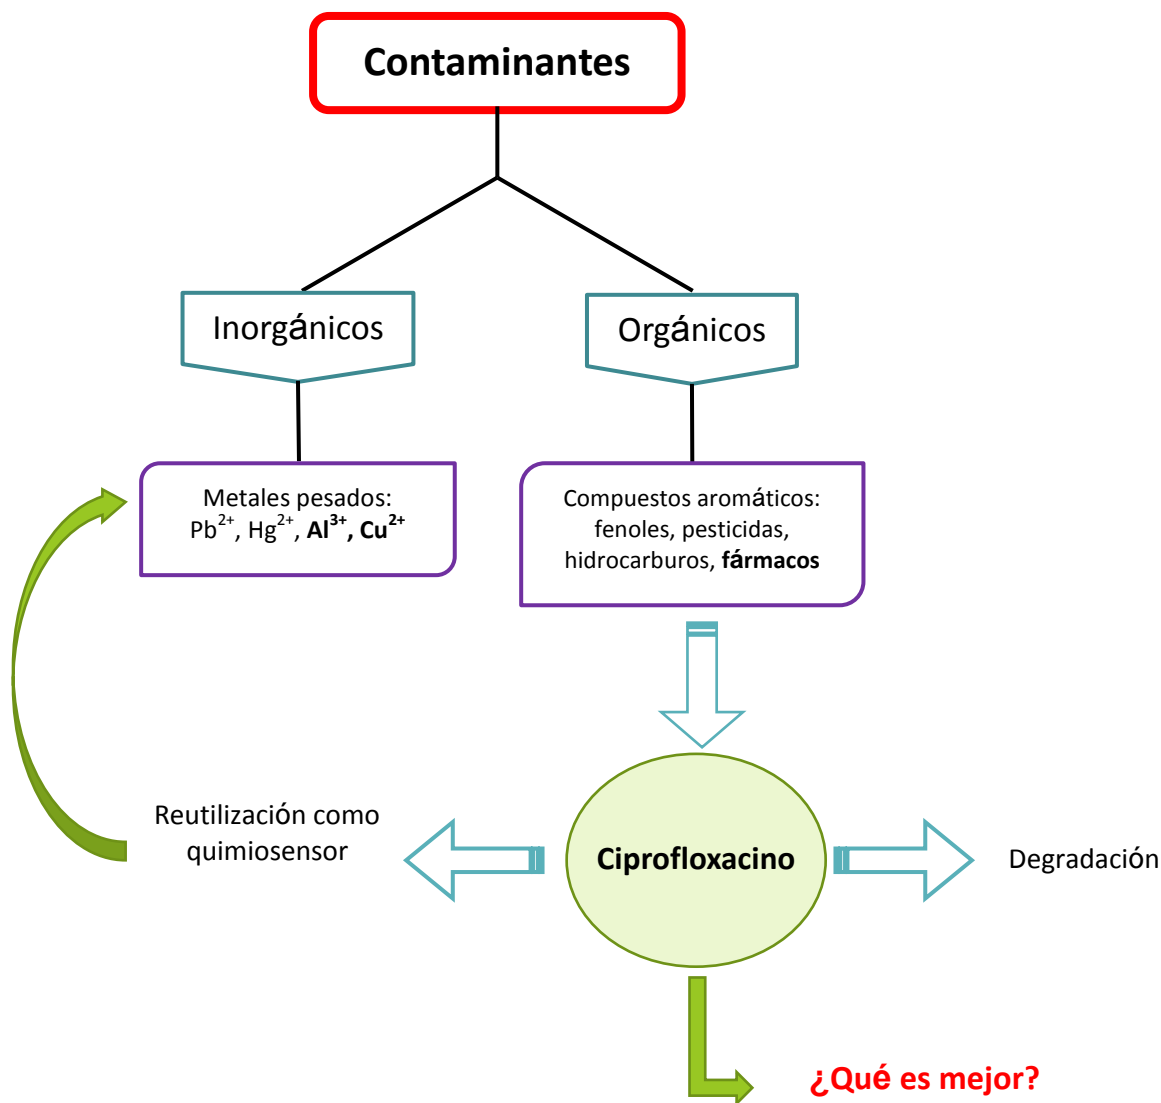 Contaminantes
Inorgánicos
Orgánicos
Metales pesados:
Pb²⁺, Hg²⁺, Al³⁺, Cu²⁺
Compuestos aromáticos:
fenoles, pesticidas,
hidrocarburos, fármacos
Reutilización como
quimiosensor
Ciprofloxacino
Degradación
¿Qué es mejor?